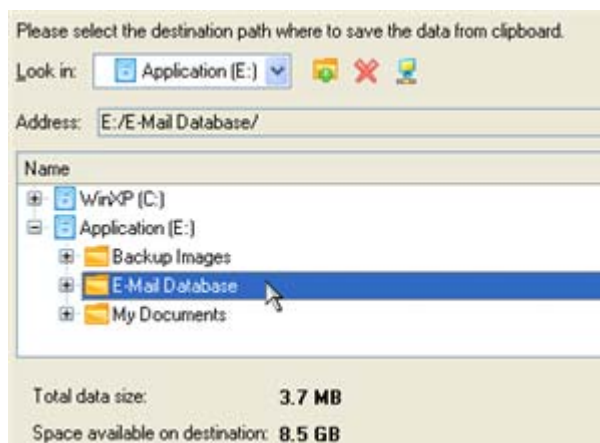 Please select the destination path where to save the data from clipboard.
Look in: Application (E:)
Address: E:/E-Mail Database/
Name
WinXP (C:)
Application (E:)
Backup Images
E-Mail Database
My Documents
Total data size: 3.7 MB
Space available on destination: 8.5 GB